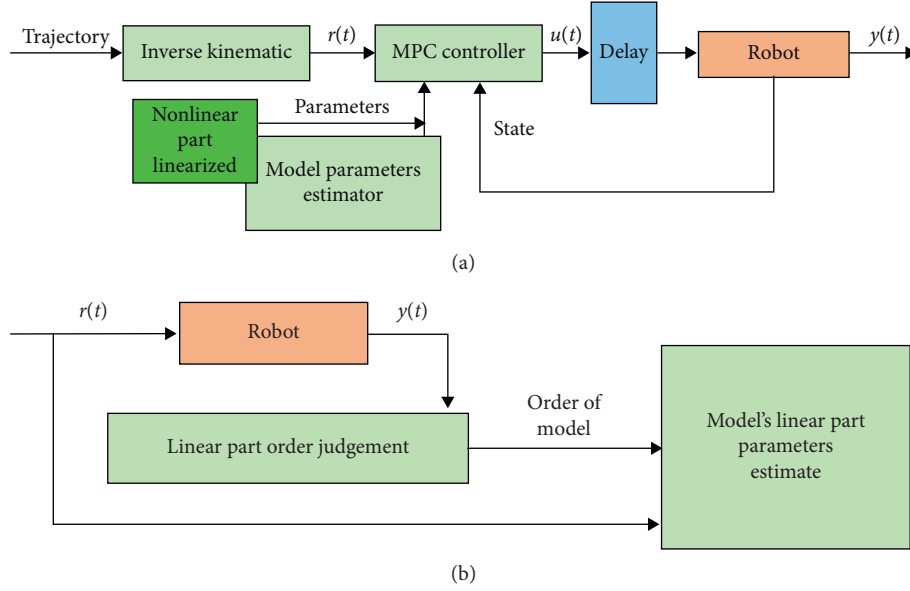 Trajectory
Inverse kinematic
r(t)
MPC controller
u(t)
Delay
Robot
y(t)
Parameters
State
Nonlinear
part
linearized
Model parameters
estimator
(a)
r(t)
Robot
y(t)
Linear part order judgement
Order of
model
Model's linear part
parameters
estimate
(b)